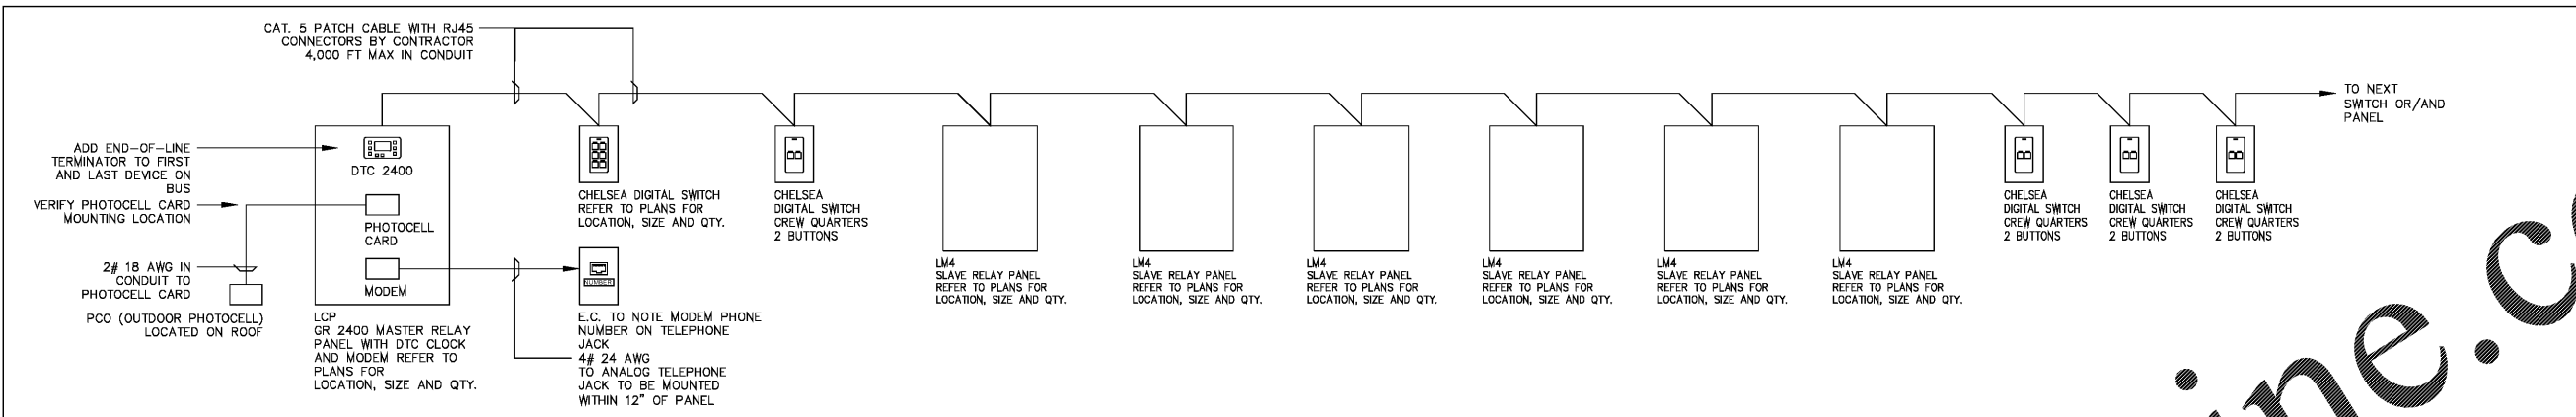 CAT. 5 PATCH CABLE WITH RJ45
CONNECTORS BY CONTRACTOR
4,000 FT MAX IN CONDUIT
TO NEXT
SWITCH OR/AND
PANEL
ADD END-OF-LINE
TERMINATOR TO FIRST
AND LAST DEVICE ON
BUS
VERIFY PHOTOCELL CARD
MOUNTING LOCATION
2# 18 AWG IN
CONDUIT TO
PHOTOCELL CARD
PCO (OUTDOOR PHOTOCELL)
LOCATED ON ROOF
DTC 2400
PHOTOCELL
CARD
MODEM
LCP
GR 2400 MASTER RELAY
PANEL WITH DTC CLOCK
AND MODEM REFER TO
PLANS FOR
LOCATION, SIZE AND QTY.
CHELSEA DIGITAL SWITCH
REFER TO PLANS FOR
LOCATION, SIZE AND QTY.
NUMBER
E.C. TO NOTE MODEM PHONE
NUMBER ON TELEPHONE
JACK
4# 24 AWG
TO ANALOG TELEPHONE
JACK TO BE MOUNTED
WITHIN 12" OF PANEL
CHELSEA
DIGITAL SWITCH
CREW QUARTERS
2 BUTTONS
LM4
SLAVE RELAY PANEL
REFER TO PLANS FOR
LOCATION, SIZE AND QTY.
LM4
SLAVE RELAY PANEL
REFER TO PLANS FOR
LOCATION, SIZE AND QTY.
LM4
SLAVE RELAY PANEL
REFER TO PLANS FOR
LOCATION, SIZE AND QTY.
LM4
SLAVE RELAY PANEL
REFER TO PLANS FOR
LOCATION, SIZE AND QTY.
LM4
SLAVE RELAY PANEL
REFER TO PLANS FOR
LOCATION, SIZE AND QTY.
LM4
SLAVE RELAY PANEL
REFER TO PLANS FOR
LOCATION, SIZE AND QTY.
CHELSEA
DIGITAL SWITCH
CREW QUARTERS
2 BUTTONS
CHELSEA
DIGITAL SWITCH
CREW QUARTERS
2 BUTTONS
CHELSEA
DIGITAL SWITCH
CREW QUARTERS
2 BUTTONS